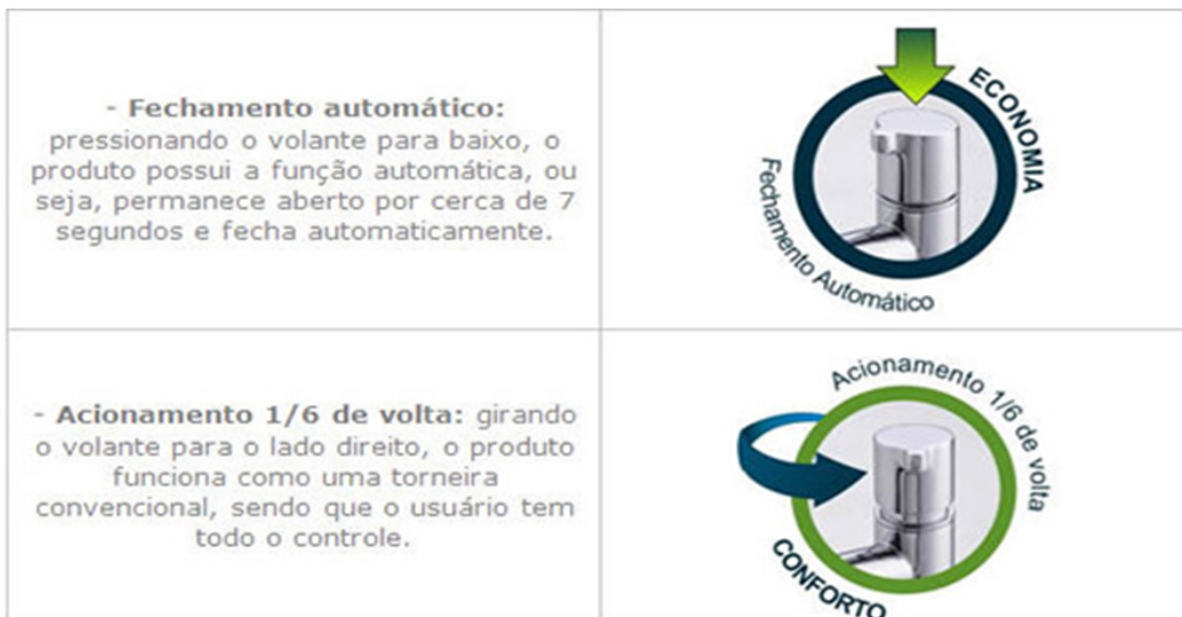 - Fechamento automático:
pressionando o volante para baixo, o
produto possui a função automática, ou
seja, permanece aberto por cerca de 7
segundos e fecha automaticamente.
ECONOMIA
Fechamento Automático
- Acionamento 1/6 de volta: girando
o volante para o lado direito, o produto
funciona como uma torneira
convencional, sendo que o usuário tem
todo o controle.
Acionamento 1/6 de volta
CONFORTO